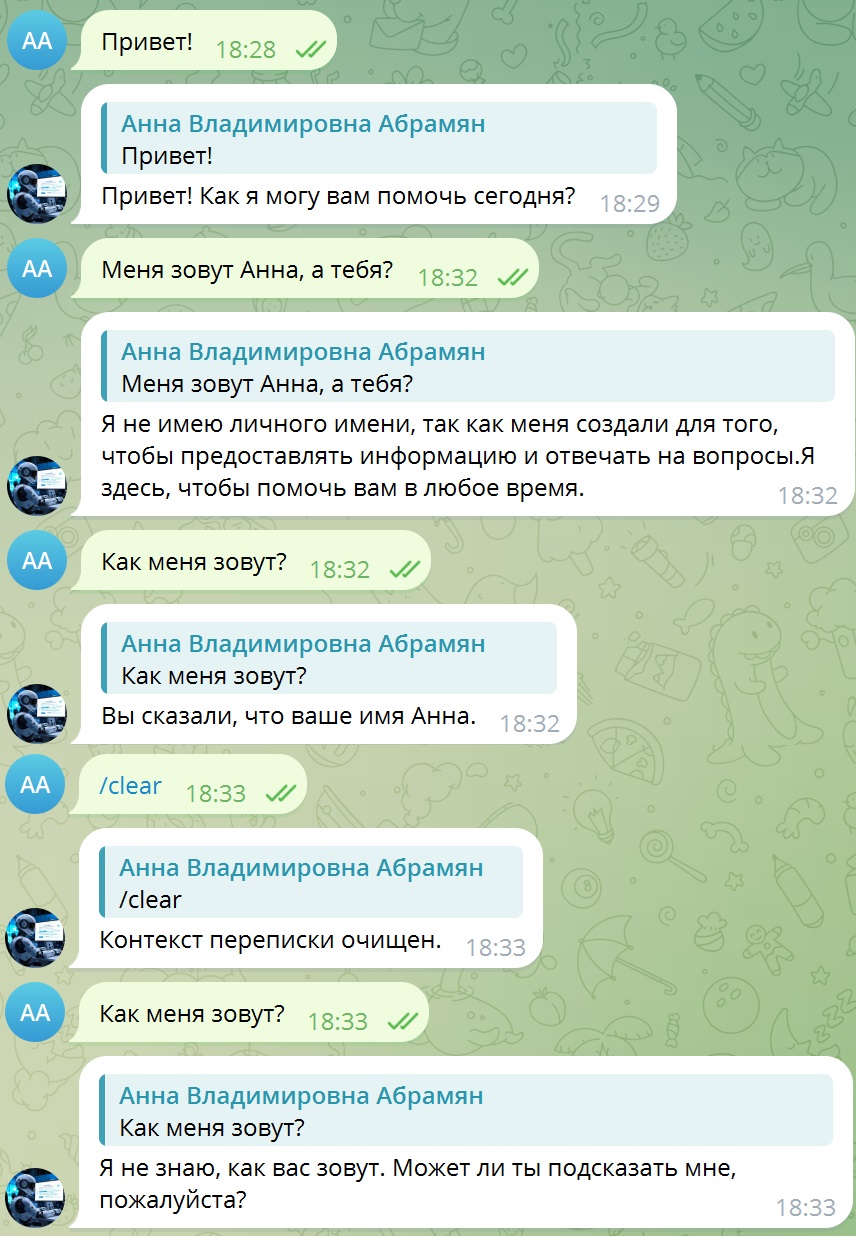 AA
Привет! 18:28
Анна Владимировна Абрамян
Привет!
Привет! Как я могу вам помочь сегодня? 18:29
AA
Меня зовут Анна, а тебя? 18:32
Анна Владимировна Абрамян
Меня зовут Анна, а тебя?
Я не имею личного имени, так как меня создали для того,
чтобы предоставлять информацию и отвечать на вопросы.Я
здесь, чтобы помочь вам в любое время. 18:32
AA
Как меня зовут? 18:32
Анна Владимировна Абрамян
Как меня зовут?
Вы сказали, что ваше имя Анна. 18:32
AA
/clear 18:33
Анна Владимировна Абрамян
/clear
Контекст переписки очищен. 18:33
AA
Как меня зовут? 18:33
Анна Владимировна Абрамян
Как меня зовут?
Я не знаю, как вас зовут. Может ли ты подсказать мне,
пожалуйста? 18:33